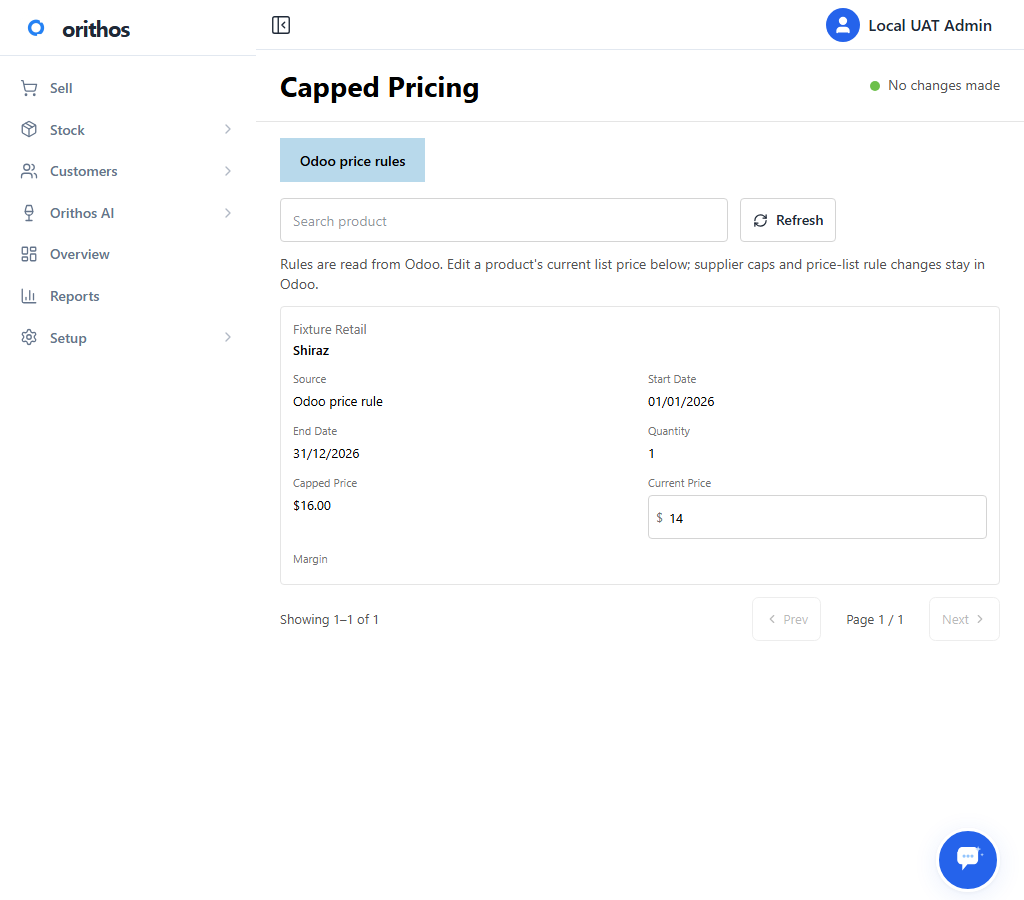 orithos
Local UAT Admin
Sell
Stock
Customers
Orithos AI
Overview
Reports
Setup
Capped Pricing
No changes made
Odoo price rules
Search product
Refresh
Rules are read from Odoo. Edit a product's current list price below; supplier caps and price-list rule changes stay in
Odoo.
Fixture Retail
Shiraz
Source
Odoo price rule
Start Date
01/01/2026
End Date
31/12/2026
Quantity
1
Capped Price
$16.00
Current Price
$ 14
Margin
Showing 1–1 of 1
Prev
Page 1 / 1
Next